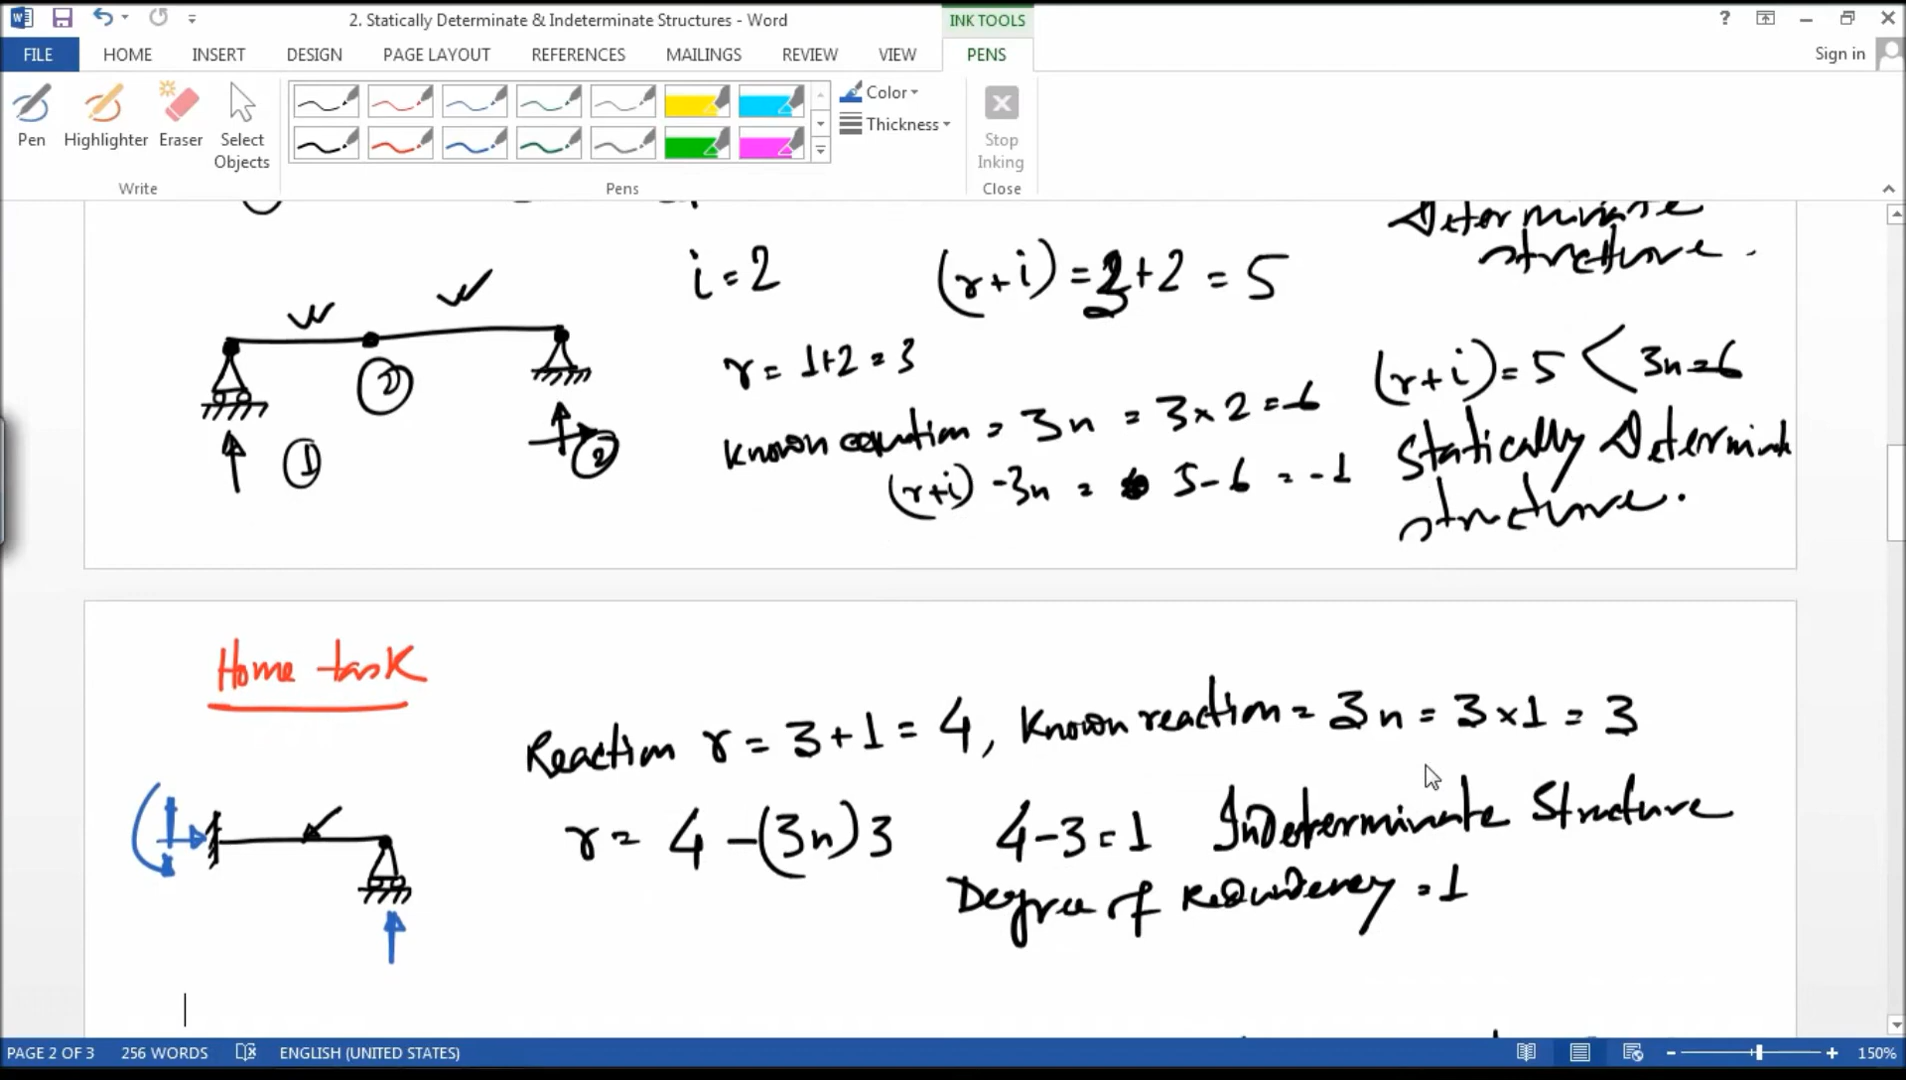 2. Statically Determinate & Indeterminate Structures - Word
INK TOOLS
?
FILE HOME INSERT DESIGN PAGE LAYOUT REFERENCES MAILINGS REVIEW VIEW PENS
Sign in
Pen Highlighter Eraser Select Objects
Color
Thickness
Stop Inking
Write Pens Close
Determinate
structure.
i = 2 (r+i) = 3+2 = 5
r = 1+2 = 3
(r+i) = 5 < 3n=6
Known equation = 3n = 3x2 = 6
Statically Determinate
(r+i) -3n = 5-6 = -1
structure.
2
1
2
Home task
Reaction r = 3+1 = 4, Known reaction = 3n = 3x1 = 3
r = 4 -(3n)3 4-3=1 Indeterminate Structure
Degree of Redundency = 1
PAGE 2 OF 3 256 WORDS ENGLISH (UNITED STATES) 150%